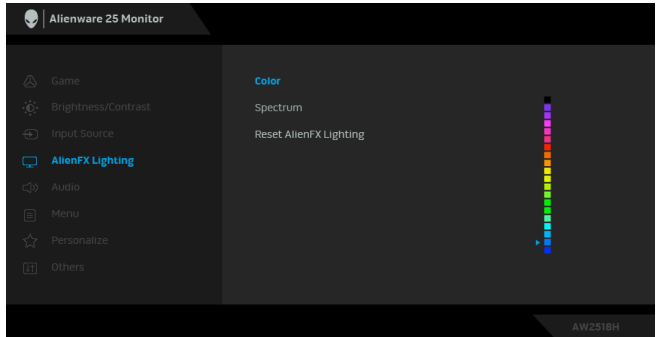 Alienware 25 Monitor
Game
Brightness/Contrast
Input Source
AlienFX Lighting
Audio
Menu
Personalize
Others
Color
Spectrum
Reset AlienFX Lighting
AW2518H